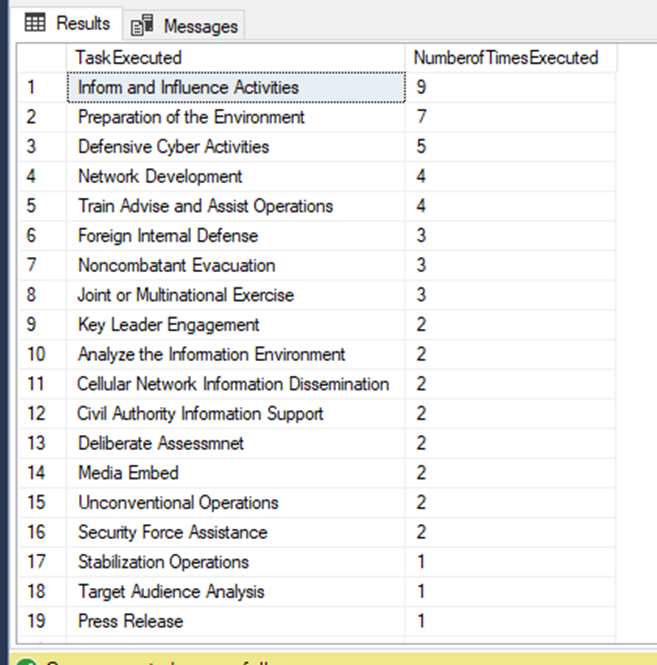 Results Messages
TaskExecuted NumberofTimesExecuted
1 Inform and Influence Activities 9
2 Preparation of the Environment 7
3 Defensive Cyber Activities 5
4 Network Development 4
5 Train Advise and Assist Operations 4
6 Foreign Internal Defense 3
7 Noncombatant Evacuation 3
8 Joint or Multinational Exercise 3
9 Key Leader Engagement 2
10 Analyze the Information Environment 2
11 Cellular Network Information Dissemination 2
12 Civil Authority Information Support 2
13 Deliberate Assessmnet 2
14 Media Embed 2
15 Unconventional Operations 2
16 Security Force Assistance 2
17 Stabilization Operations 1
18 Target Audience Analysis 1
19 Press Release 1